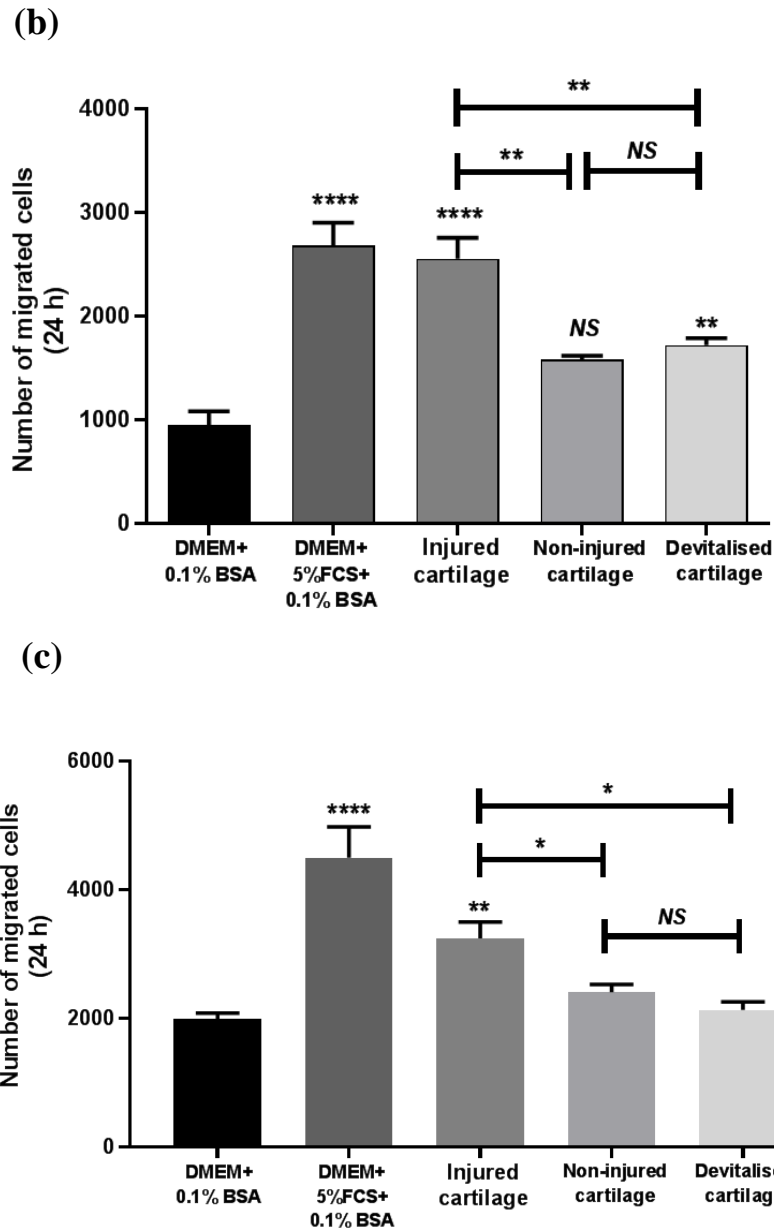 (b)
Number of migrated cells
(24 h)
4000
3000
2000
1000
0
**
**
NS
****
****
NS
**
DMEM+
0.1% BSA
DMEM+
5%FCS+
0.1% BSA
Injured
cartilage
Non-injured
cartilage
Devitalised
cartilage
(c)
Number of migrated cells
(24 h)
6000
4000
2000
0
*
*
NS
****
**
DMEM+
0.1% BSA
DMEM+
5%FCS+
0.1% BSA
Injured
cartilage
Non-injured
cartilage
Devitalise
cartilag